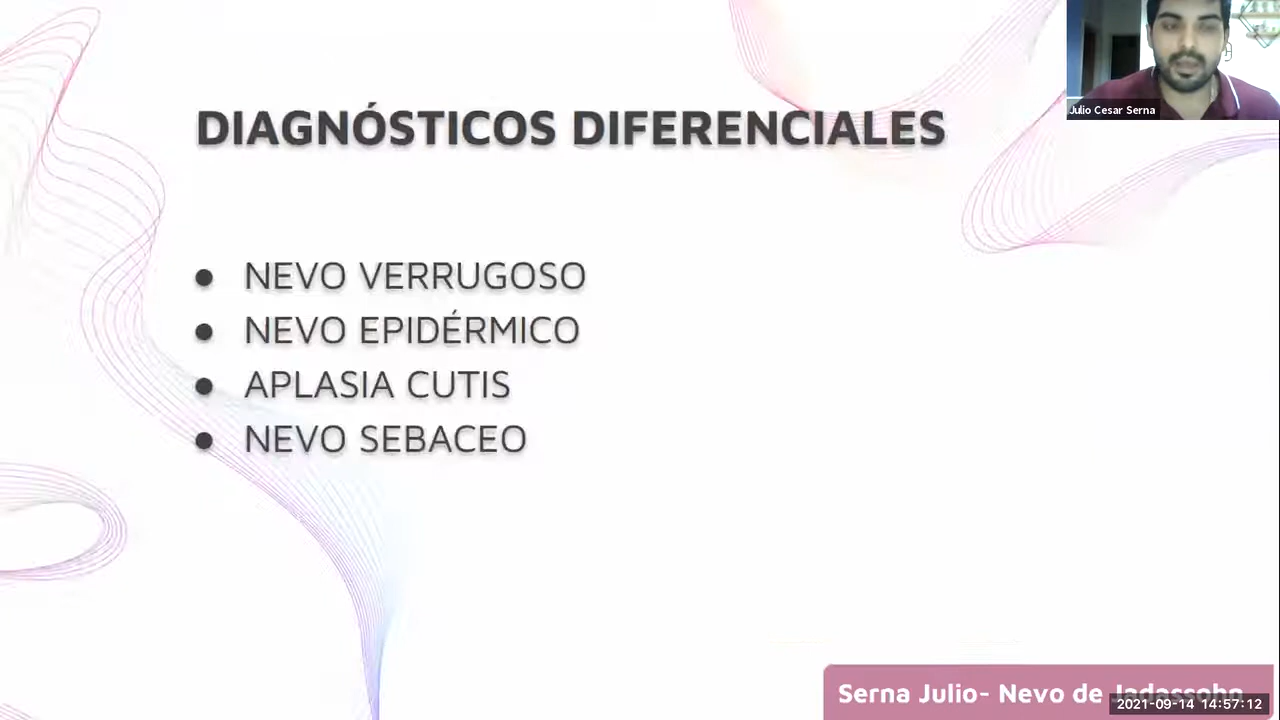 DIAGNÓSTICOS DIFERENCIALES
Julio Cesar Serna
● NEVO VERRUGOSO
● NEVO EPIDÉRMICO
● APLASIA CUTIS
● NEVO SEBACEO
Serna Julio- Nevo de Jadassohn
2021-09-14 14:57:12